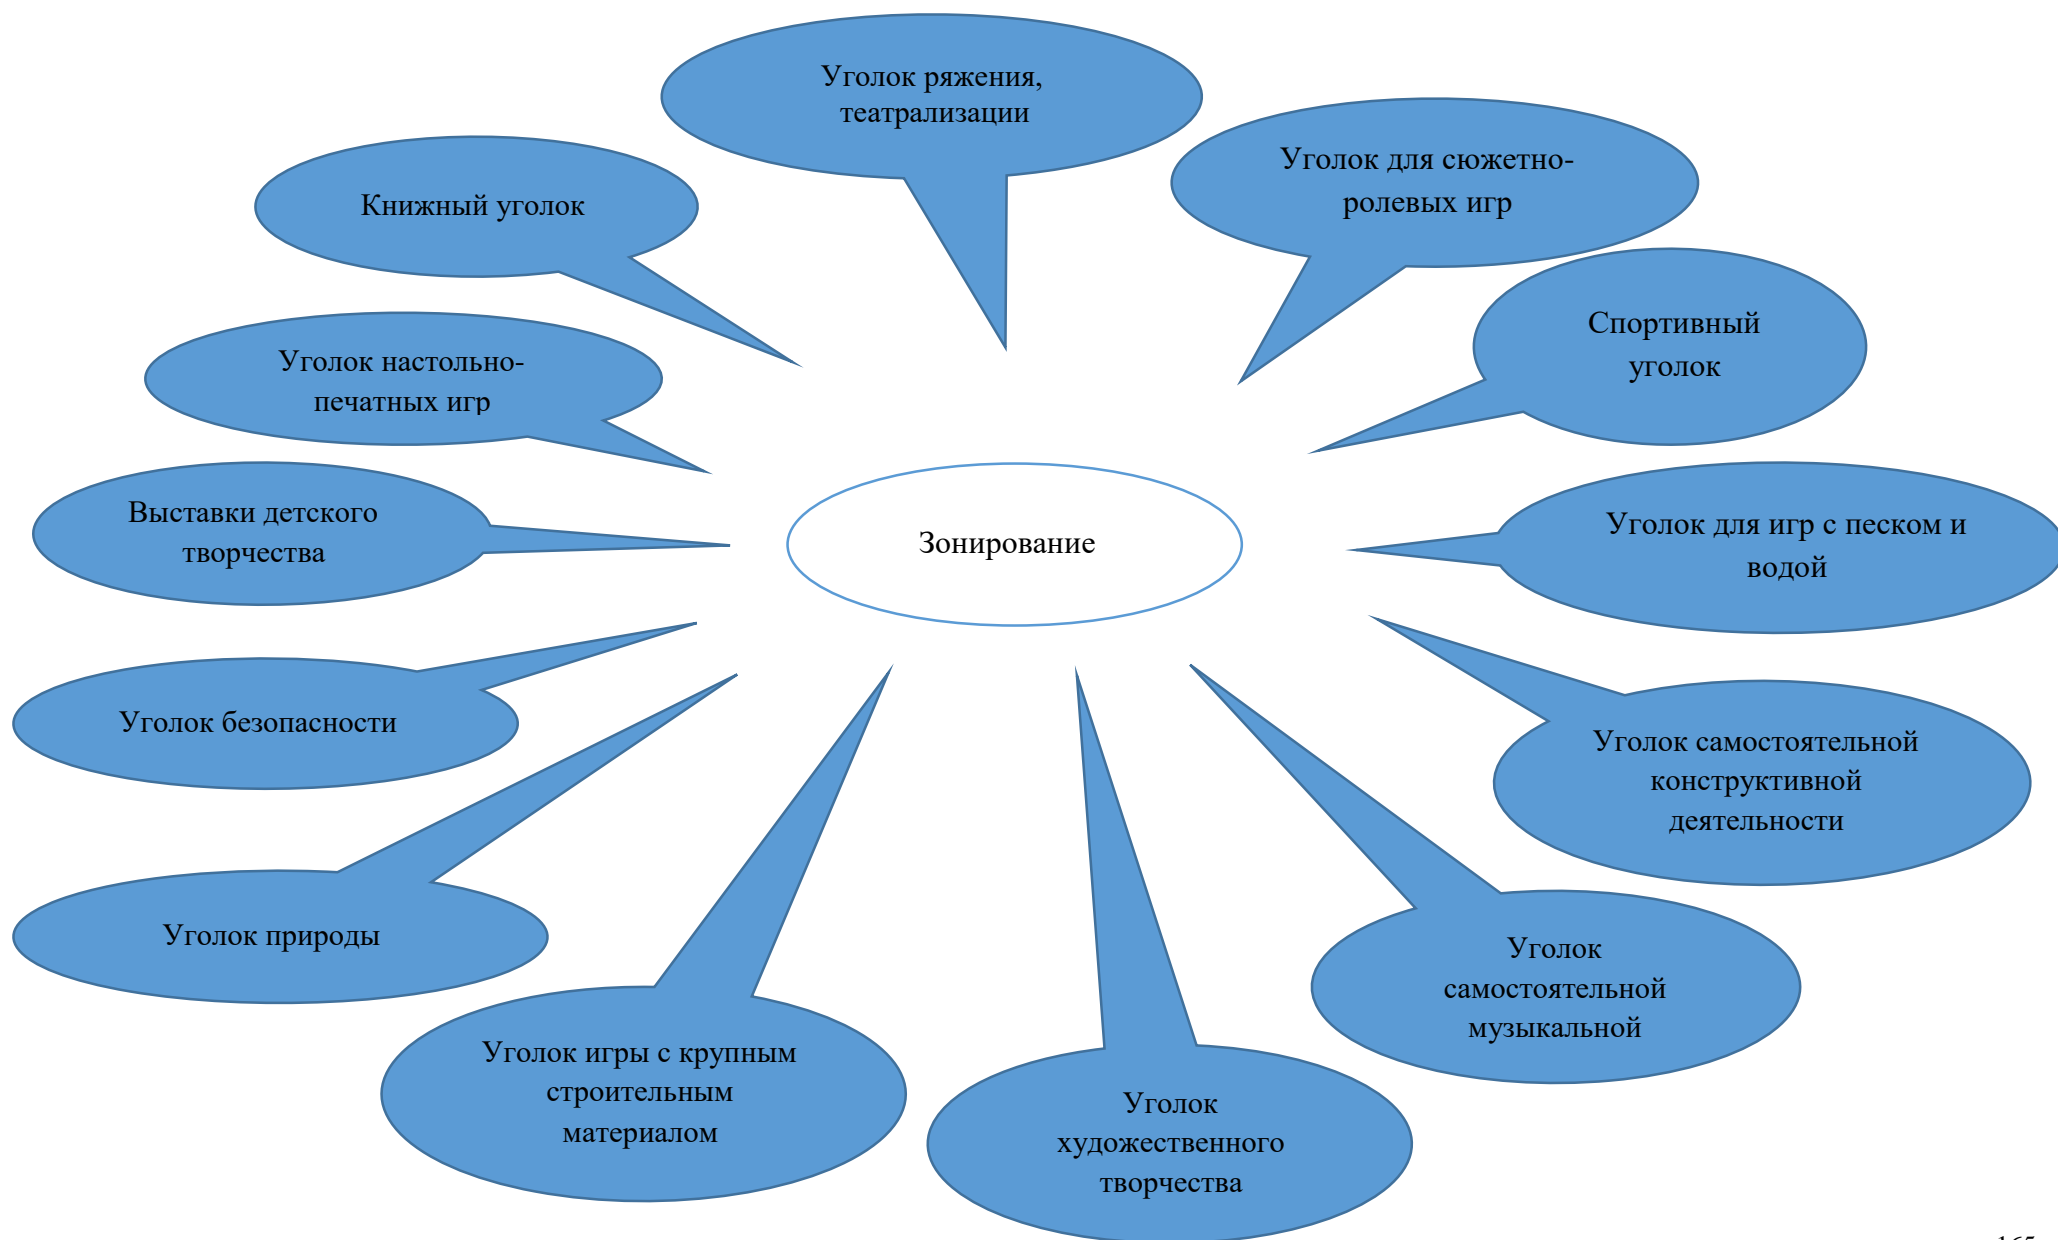 Уголок ряжения,
театрализации
Уголок для сюжетно-
ролевых игр
Книжный уголок
Спортивный
уголок
Уголок настольно-
печатных игр
Выставки детского
творчества
Зонирование
Уголок для игр с песком и
водой
Уголок безопасности
Уголок самостоятельной
конструктивной
деятельности
Уголок природы
Уголок
самостоятельной
музыкальной
Уголок игры с крупным
строительным
материалом
Уголок
художественного
творчества
165